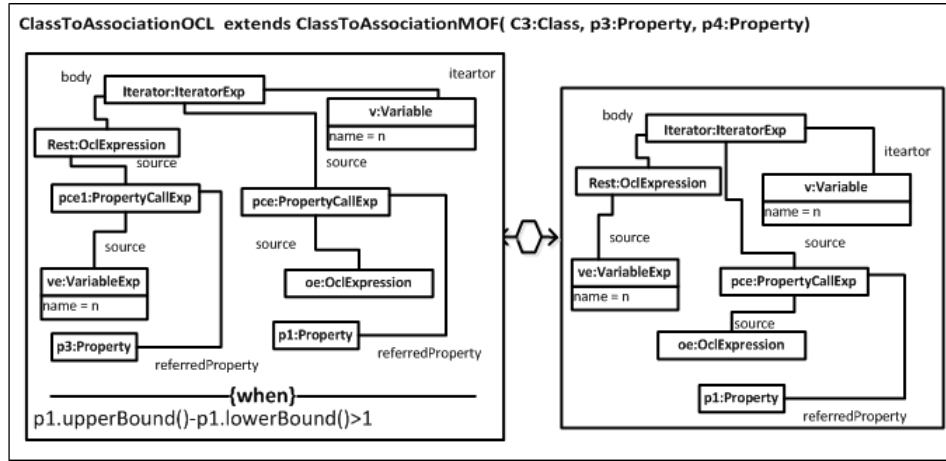 ClassToAssociationOCL extends ClassToAssociationMOF( C3:Class, p3:Property, p4:Property)
body
iteartor
Iterator:IteratorExp
v:Variable
name = n
Rest:OclExpression
source
source
pce1:PropertyCallExp
pce:PropertyCallExp
source
source
ve:VariableExp
name = n
oe:OclExpression
p3:Property
p1:Property
referredProperty
referredProperty
{when}
p1.upperBound()-p1.lowerBound()>1
body
Iterator:IteratorExp
iteartor
Rest:OclExpression
v:Variable
name = n
source
source
ve:VariableExp
name = n
pce:PropertyCallExp
source
oe:OclExpression
p1:Property
referredProperty